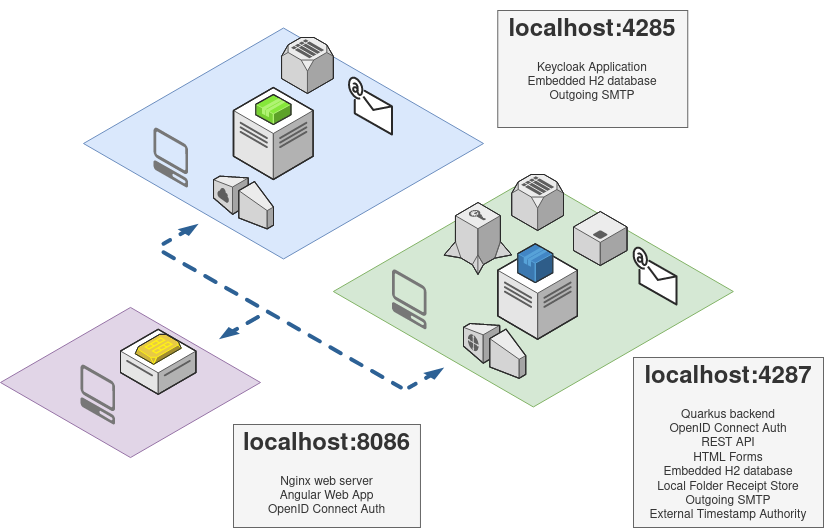 localhost:4285
Keycloak Application
Embedded H2 database
Outgoing SMTP
localhost:4287
Quarkus backend
OpenID Connect Auth
REST API
HTML Forms
Embedded H2 database
Local Folder Receipt Store
Outgoing SMTP
External Timestamp Authority
localhost:8086
Nginx web server
Angular Web App
OpenID Connect Auth